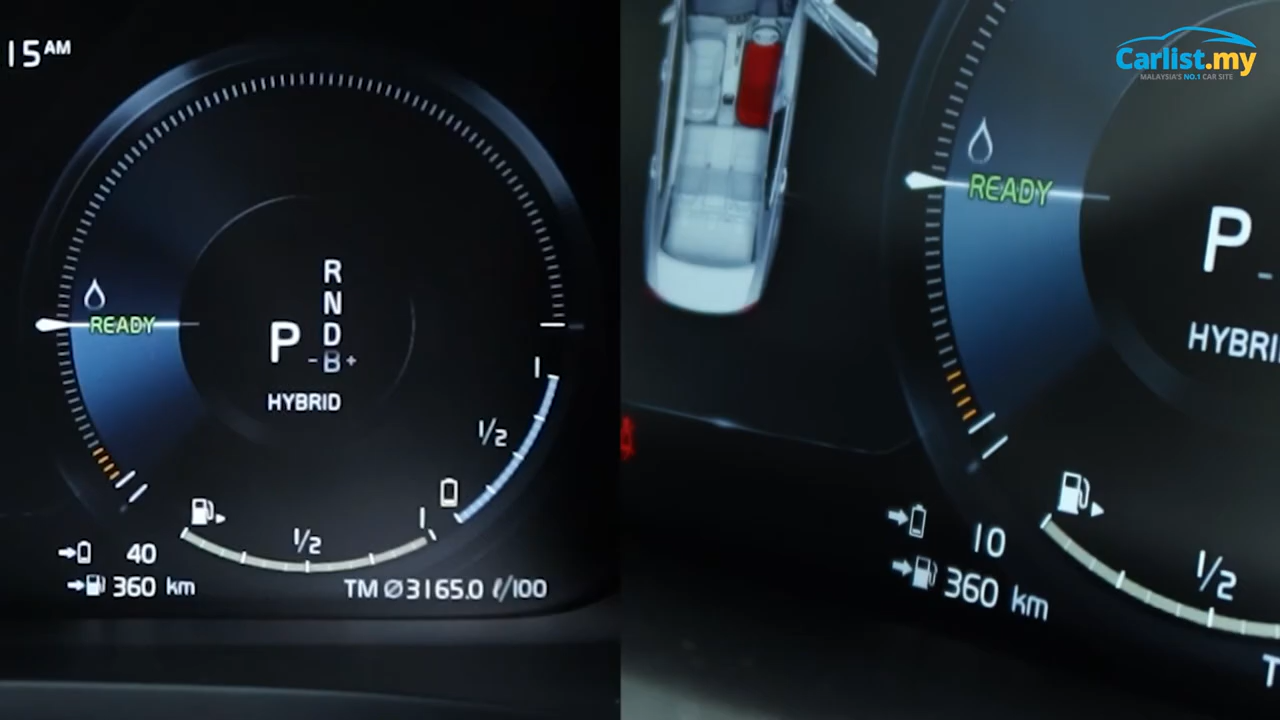 15 AM
READY
R
N
D
P -B+
HYBRID
1
1/2
1/2
1
40
360 km
TM Ø3165.0 ℓ/100
Carlist.my
MALAYSIA'S NO.1 CAR SITE
READY
P
HYBRI
10
1/2
360 km
T